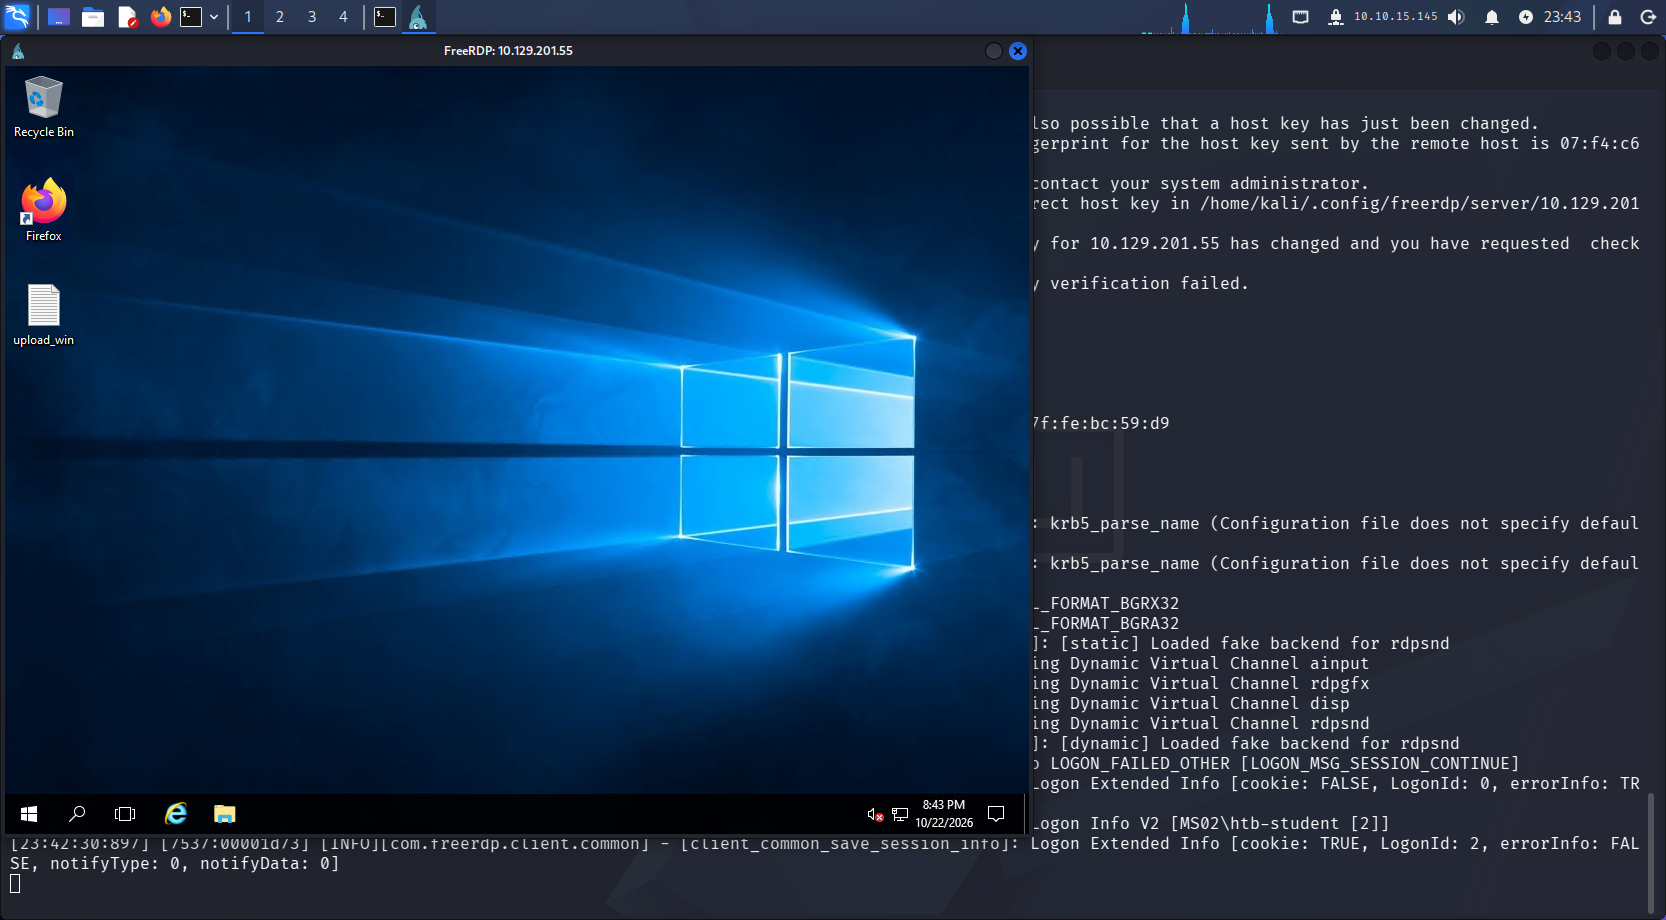 1 2 3 4 10.10.15.145 23:43
FreeRDP: 10.129.201.55
Recycle Bin
Firefox
upload_win
lso possible that a host key has just been changed.
gerprint for the host key sent by the remote host is 07:f4:c6
contact your system administrator.
rect host key in /home/kali/.config/freerdp/server/10.129.201
y for 10.129.201.55 has changed and you have requested  check
y verification failed.
7f:fe:bc:59:d9
: krb5_parse_name (Configuration file does not specify defaul
: krb5_parse_name (Configuration file does not specify defaul
L_FORMAT_BGRX32
L_FORMAT_BGRA32
]: [static] Loaded fake backend for rdpsnd
ing Dynamic Virtual Channel ainput
ing Dynamic Virtual Channel rdpgfx
ing Dynamic Virtual Channel disp
ing Dynamic Virtual Channel rdpsnd
]: [dynamic] Loaded fake backend for rdpsnd
o LOGON_FAILED_OTHER [LOGON_MSG_SESSION_CONTINUE]
Logon Extended Info [cookie: FALSE, LogonId: 0, errorInfo: TR
Logon Info V2 [MS02\htb-student [2]]
8:43 PM
10/22/2026
[23:42:30:897] [7537:00001d73] [INFO][com.freerdp.client.common] - [client_common_save_session_info]: Logon Extended Info [cookie: TRUE, LogonId: 2, errorInfo: FAL
SE, notifyType: 0, notifyData: 0]